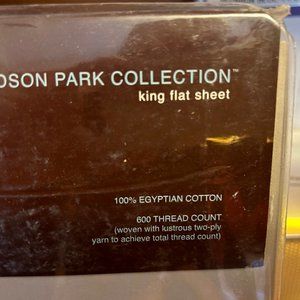 DSON PARK COLLECTION™
king flat sheet
100% EGYPTIAN COTTON
600 THREAD COUNT
(woven with lustrous two-ply
yarn to achieve total thread count)